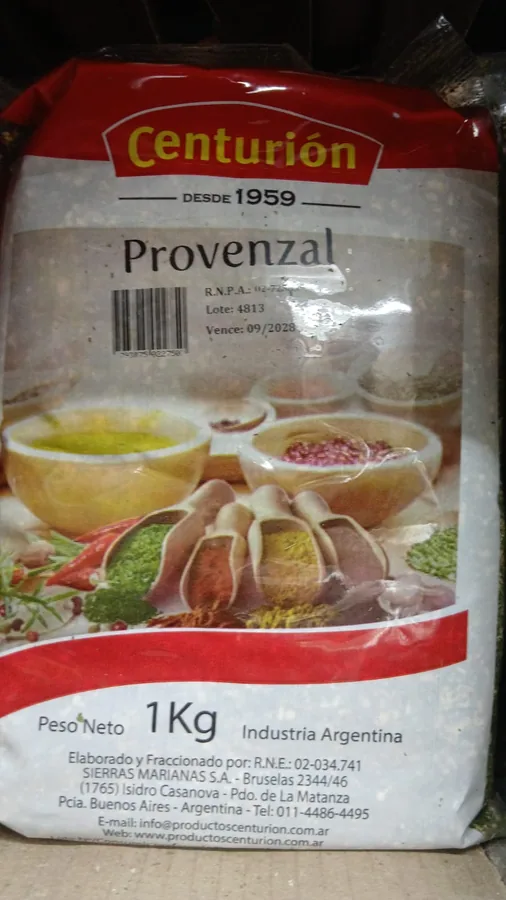 Centurión
DESDE 1959
Provenzal
R.N.P.A.:
Lote: 4813
Vence: 09/2028
Peso Neto 1Kg Industria Argentina
Elaborado y Fraccionado por: R.N.E.: 02-034.741
SIERRAS MARIANAS S.A. - Bruselas 2344/46
(1765) Isidro Casanova - Pdo. de La Matanza
Pcia. Buenos Aires - Argentina - Tel: 011-4486-4495
E-mail: info@productoscenturion.com.ar
Web: www.productoscenturion.com.ar